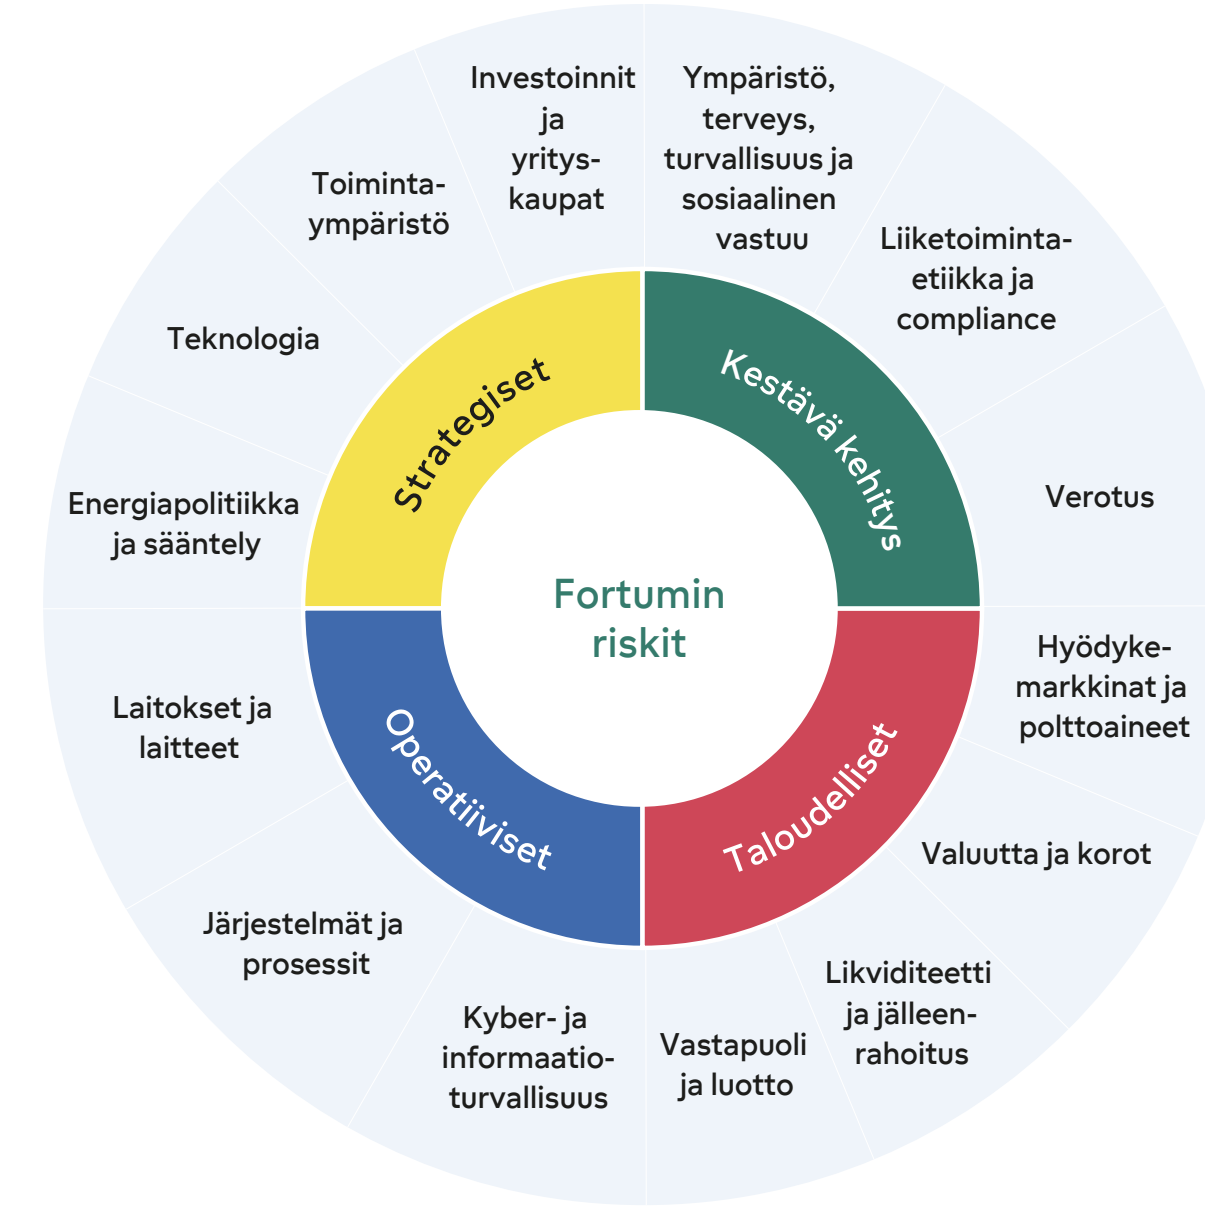 Investoinnit
ja
yritys-
kaupat
Ympäristö,
terveys,
turvallisuus ja
sosiaalinen
vastuu
Toiminta-
ympäristö
Liiketoiminta-
etiikka ja
compliance
Teknologia
Strategiset
Kestävä kehitys
Energiapolitiikka
ja sääntely
Verotus
Fortumin
riskit
Hyödyke-
markkinat ja
polttoaineet
Laitokset ja
laitteet
Operatiiviset
Taloudelliset
Valuutta ja korot
Järjestelmät ja
prosessit
Likviditeetti
ja jälleen-
rahoitus
Kyber- ja
informaatio-
turvallisuus
Vastapuoli
ja luotto